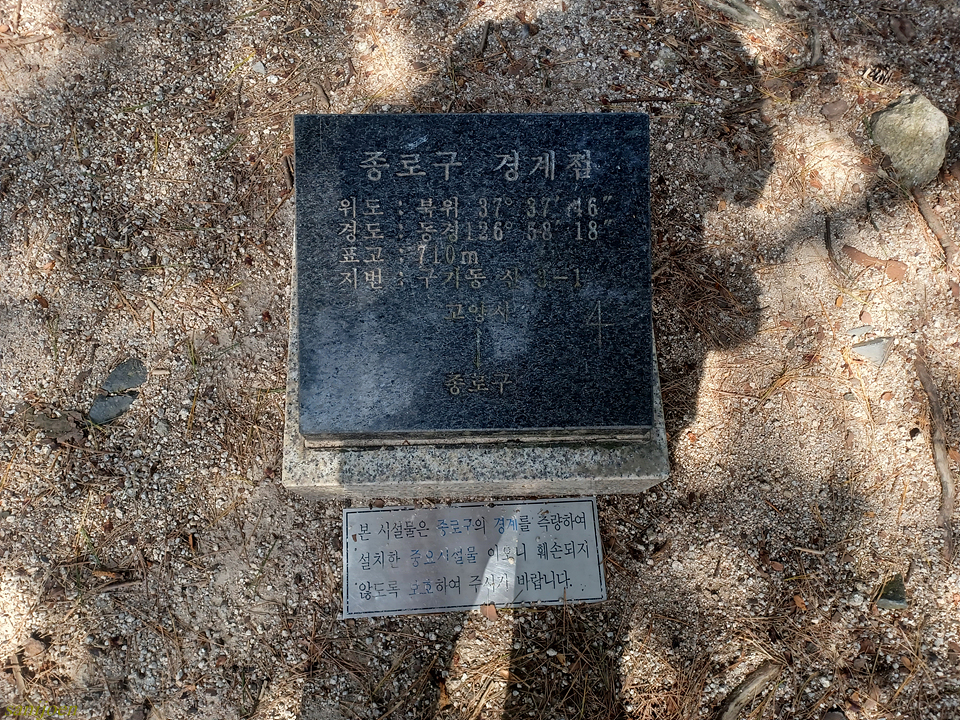 종로구 경계점
위도 : 북위 37° 37′ 46″
경도 : 동경126° 58′ 18″
표고 : 710m
지번 : 구기동 산 3-1
고양시
종로구
본 시설물은 종로구의 경계를 측량하여
설치한 중요시설물 이오니 훼손되지
않도록 보호하여 주시기 바랍니다.